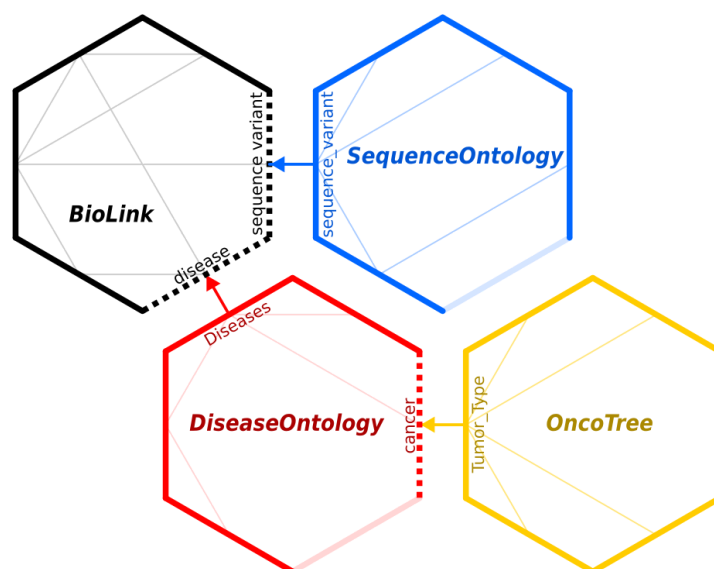 sequence variant
sequence_variant
SequenceOntology
BioLink
disease
Diseases
DiseaseOntology
cancer
Tumor_Type
OncoTree